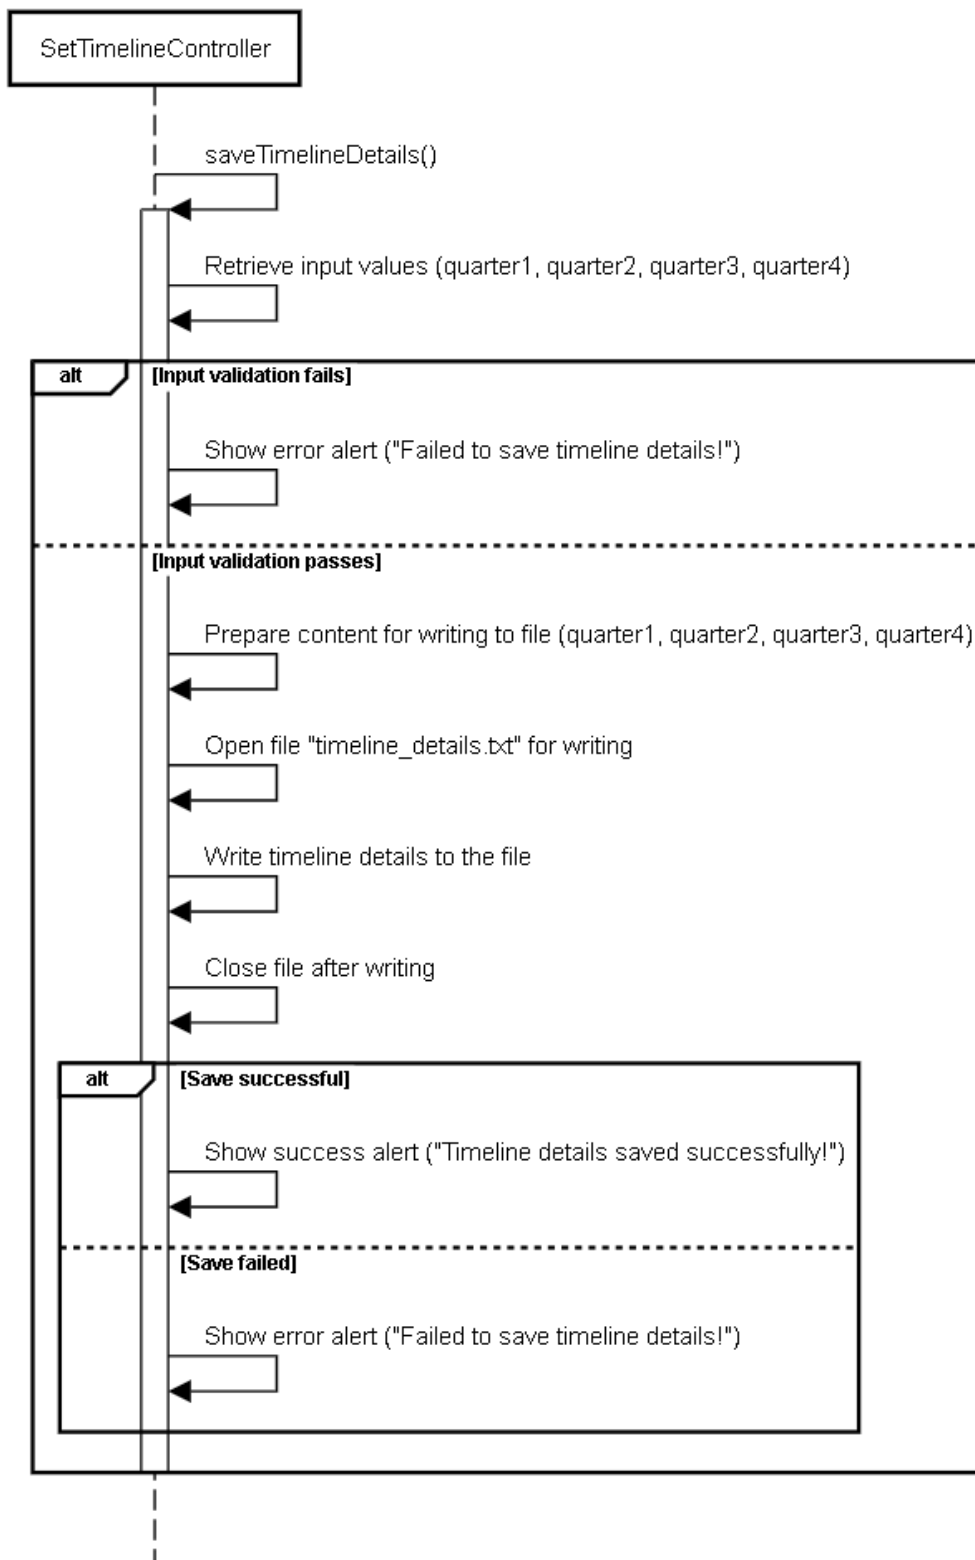 SetTimelineController
saveTimelineDetails()
Retrieve input values (quarter1, quarter2, quarter3, quarter4)
alt [Input validation fails]
Show error alert ("Failed to save timeline details!")
[Input validation passes]
Prepare content for writing to file (quarter1, quarter2, quarter3, quarter4)
Open file "timeline_details.txt" for writing
Write timeline details to the file
Close file after writing
alt [Save successful]
Show success alert ("Timeline details saved successfully!")
[Save failed]
Show error alert ("Failed to save timeline details!")